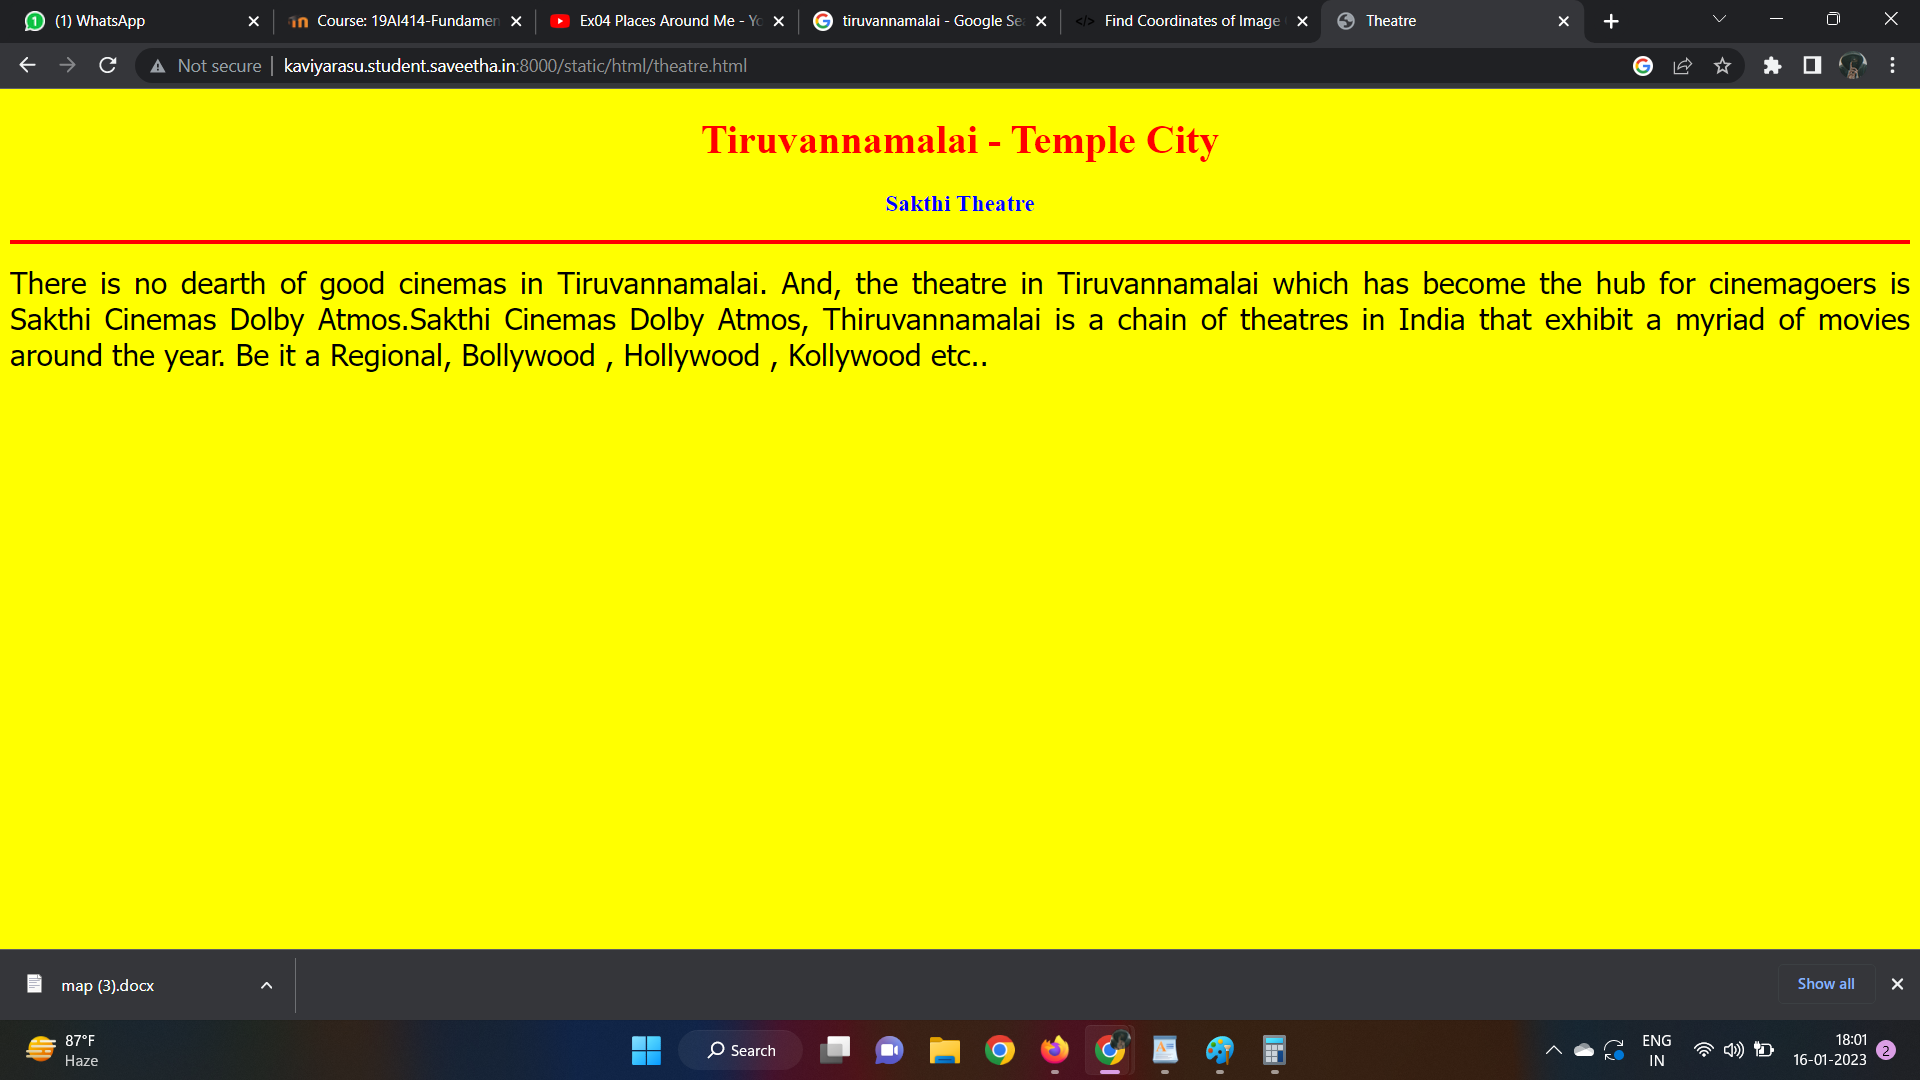 (1) WhatsApp
Course: 19AI414-Fundamen
Ex04 Places Around Me - Yo
tiruvannamalai - Google Se
Find Coordinates of Image
Theatre
Not secure
kaviyarasu.student.saveetha.in:8000/static/html/theatre.html
Tiruvannamalai - Temple City
Sakthi Theatre
There is no dearth of good cinemas in Tiruvannamalai. And, the theatre in Tiruvannamalai which has become the hub for cinemagoers is
Sakthi Cinemas Dolby Atmos.Sakthi Cinemas Dolby Atmos, Thiruvannamalai is a chain of theatres in India that exhibit a myriad of movies
around the year. Be it a Regional, Bollywood , Hollywood , Kollywood etc..
map (3).docx
Show all
87°F
Haze
Search
ENG
IN
18:01
16-01-2023
2